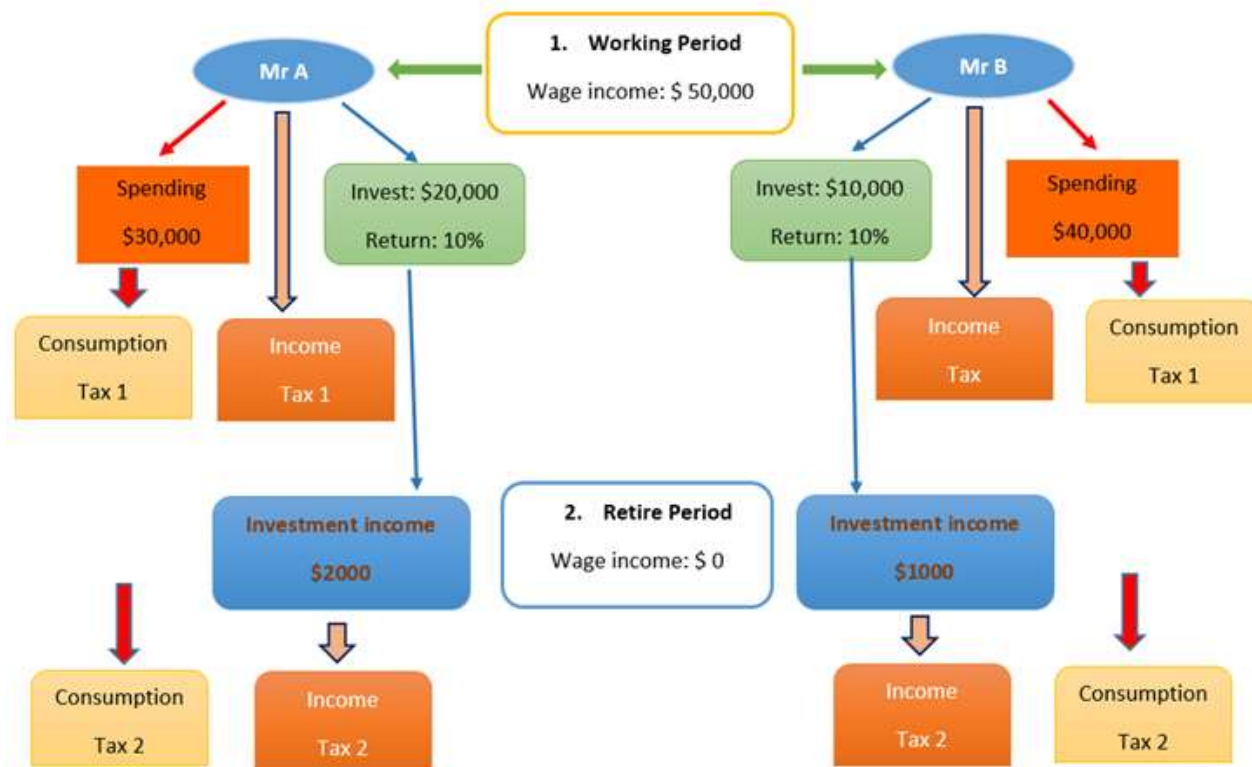 1. Working Period
Wage income: $ 50,000
Mr A
Mr B
Spending
$30,000
Invest: $20,000
Return: 10%
Invest: $10,000
Return: 10%
Spending
$40,000
Consumption
Tax 1
Income
Tax 1
Income
Tax
Consumption
Tax 1
Investment income
$2000
2. Retire Period
Wage income: $ 0
Investment income
$1000
Consumption
Tax 2
Income
Tax 2
Income
Tax 2
Consumption
Tax 2